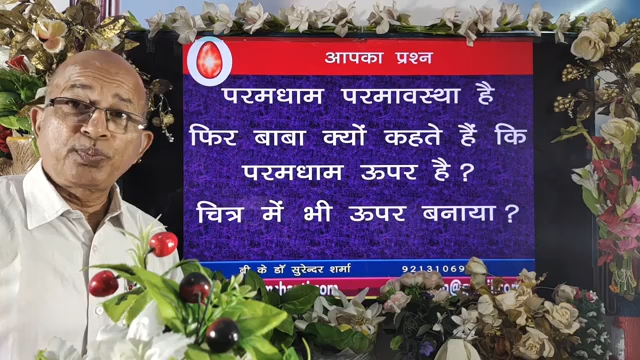 आपका प्रश्न
परमधाम परमावस्था है
फिर बाबा क्यों कहते हैं कि
परमधाम ऊपर है ?
चित्र में भी ऊपर बनाया ?
बी के डॉ सुरेन्दर शर्मा